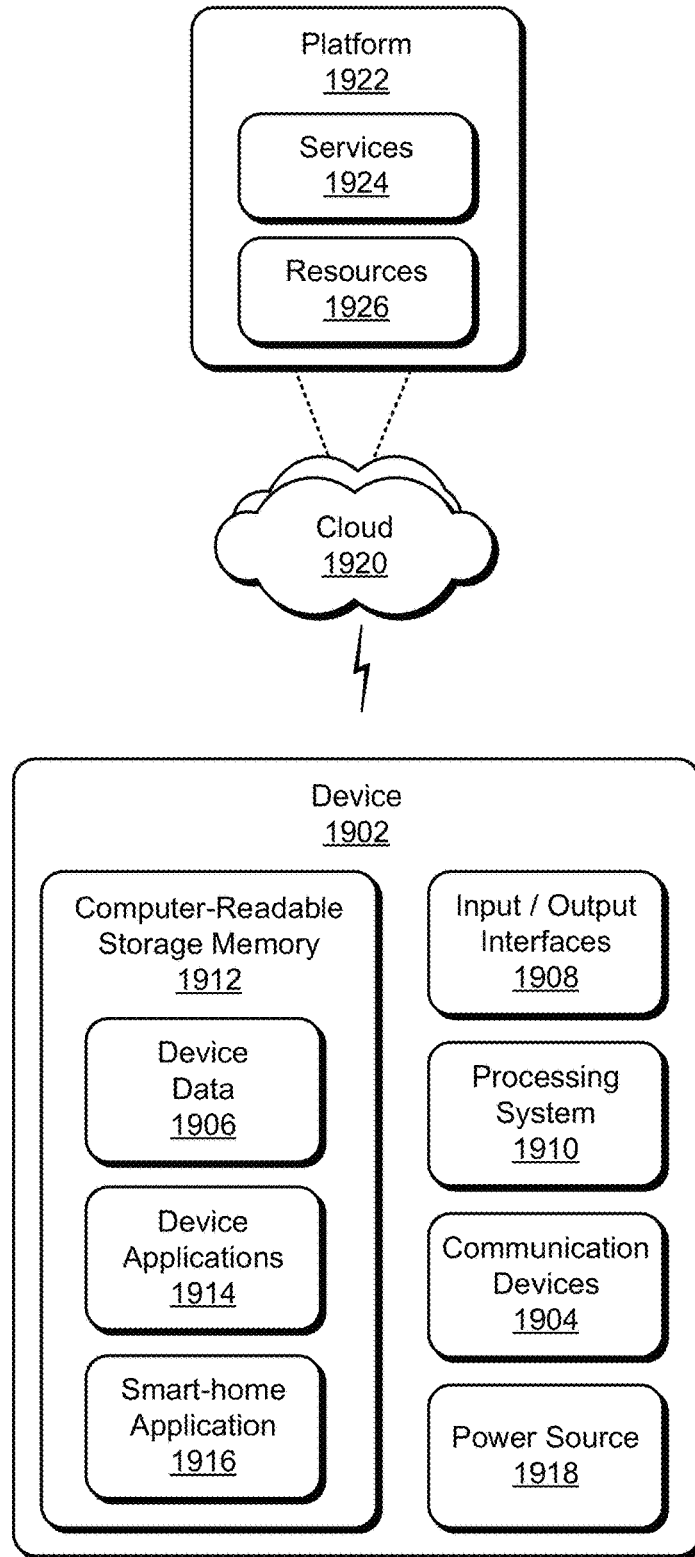 Platform
1922
Services
1924
Resources
1926
Cloud
1920
Device
1902
Computer-Readable
Storage Memory
1912
Device
Data
1906
Device
Applications
1914
Smart-home
Application
1916
Input / Output
Interfaces
1908
Processing
System
1910
Communication
Devices
1904
Power Source
1918